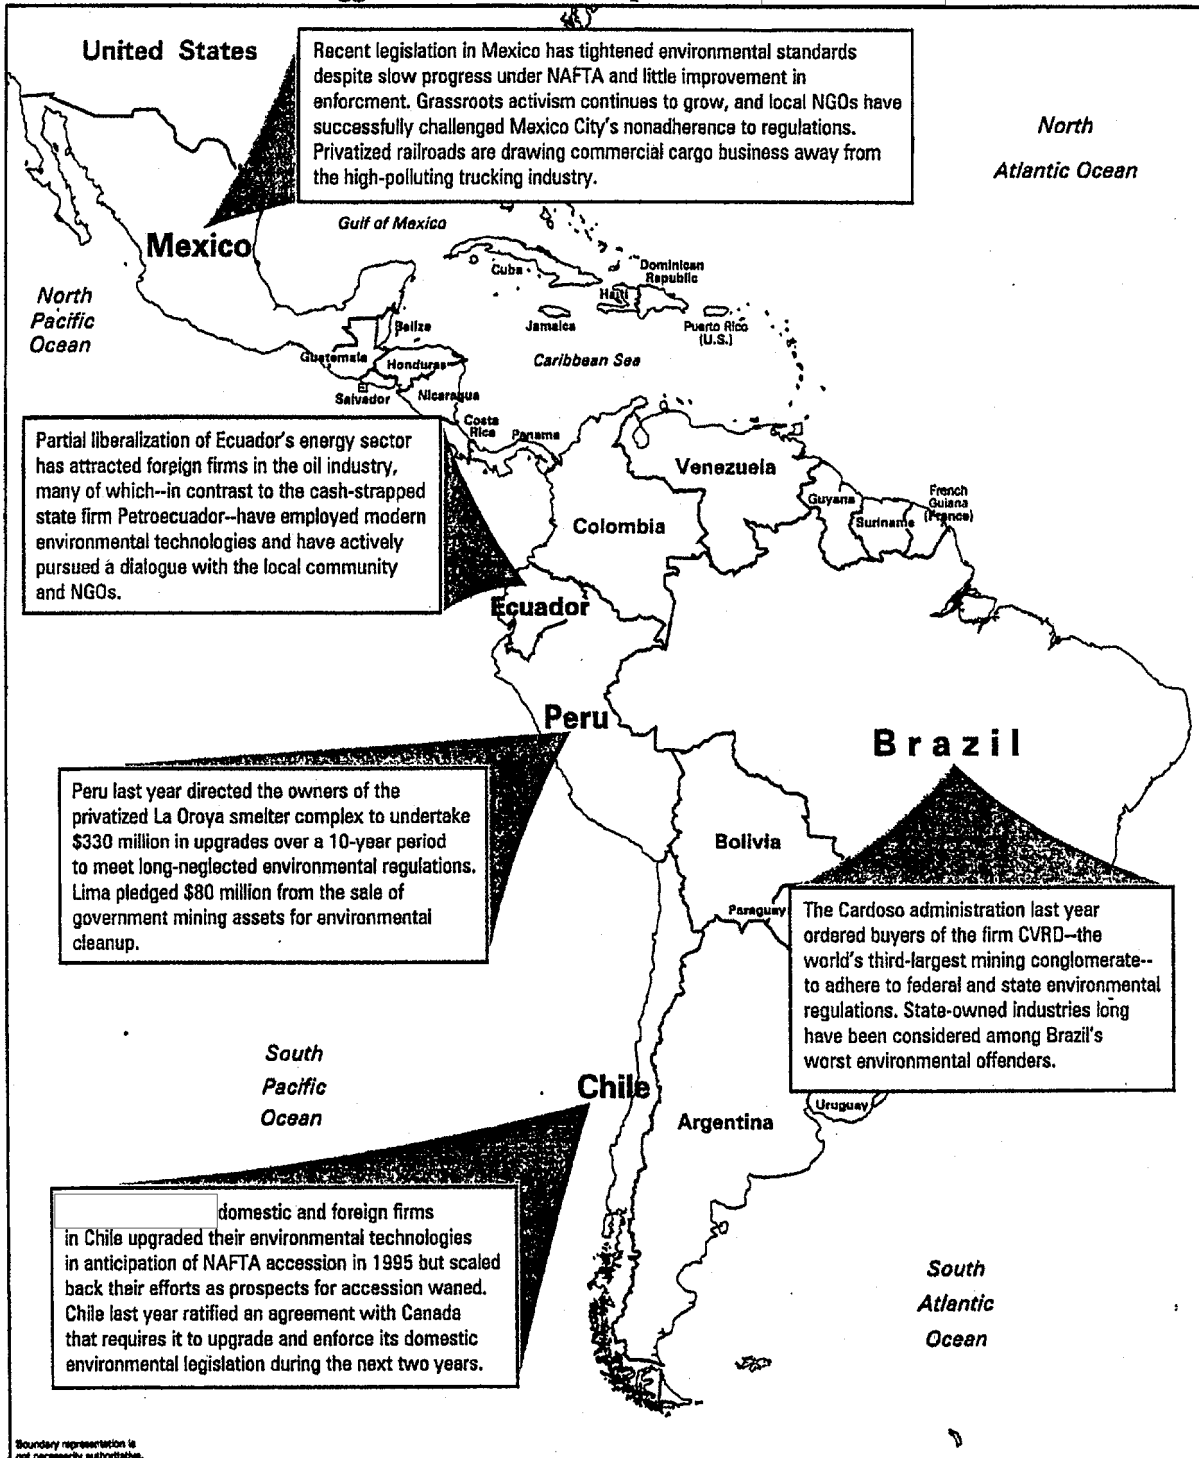 United States
Recent legislation in Mexico has tightened environmental standards
despite slow progress under NAFTA and little improvement in
enforcment. Grassroots activism continues to grow, and local NGOs have
successfully challenged Mexico City's nonadherence to regulations.
Privatized railroads are drawing commercial cargo business away from
the high-polluting trucking industry.
North
Atlantic Ocean
Gulf of Mexico
Mexico
North
Pacific
Ocean
Cuba
Dominican
Republic
Haiti
Jamaica
Puerto Rico
(U.S.)
Belize
Guatemala
Honduras
Caribbean Sea
El
Salvador
Nicaragua
Costa
Rica
Panama
Partial liberalization of Ecuador's energy sector
has attracted foreign firms in the oil industry,
many of which--in contrast to the cash-strapped
state firm Petroecuador--have employed modern
environmental technologies and have actively
pursued a dialogue with the local community
and NGOs.
Venezuela
Guyana
Suriname
French
Guiana
(France)
Colombia
Ecuador
Peru
Brazil
Peru last year directed the owners of the
privatized La Oroya smelter complex to undertake
$330 million in upgrades over a 10-year period
to meet long-neglected environmental regulations.
Lima pledged $80 million from the sale of
government mining assets for environmental
cleanup.
Bolivia
Paraguay
The Cardoso administration last year
ordered buyers of the firm CVRD--the
world's third-largest mining conglomerate--
to adhere to federal and state environmental
regulations. State-owned industries long
have been considered among Brazil's
worst environmental offenders.
South
Pacific
Ocean
Chile
Uruguay
Argentina
domestic and foreign firms
in Chile upgraded their environmental technologies
in anticipation of NAFTA accession in 1995 but scaled
back their efforts as prospects for accession waned.
Chile last year ratified an agreement with Canada
that requires it to upgrade and enforce its domestic
environmental legislation during the next two years.
South
Atlantic
Ocean
Boundary representation is
not necessarily authoritative.